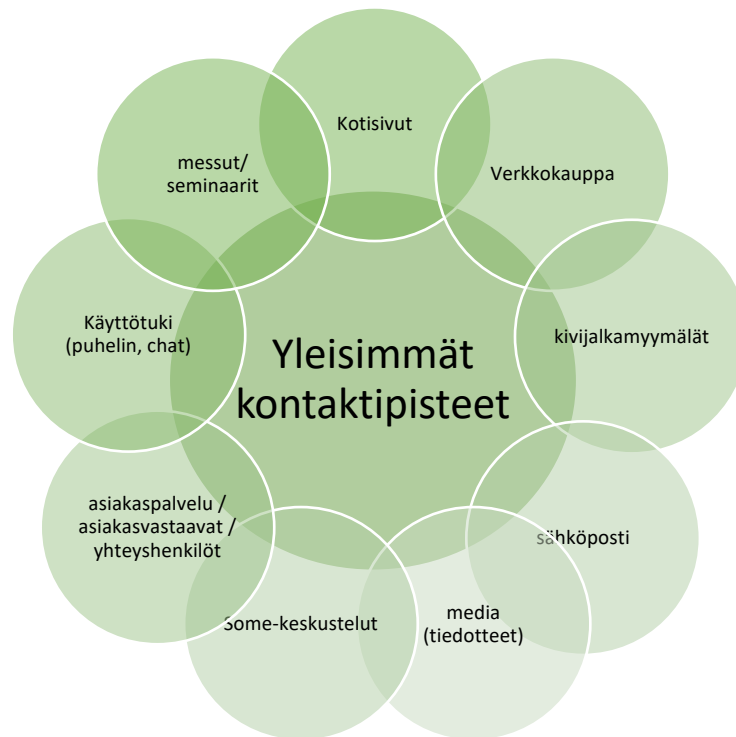 Kotisivut
Verkkokauppa
kivijalkamyymälät
sähköposti
media
(tiedotteet)
Some-keskustelut
asiakaspalvelu /
asiakasvastaavat /
yhteyshenkilöt
Käyttötuki
(puhelin, chat)
messut/
seminaarit
Yleisimmät
kontaktipisteet